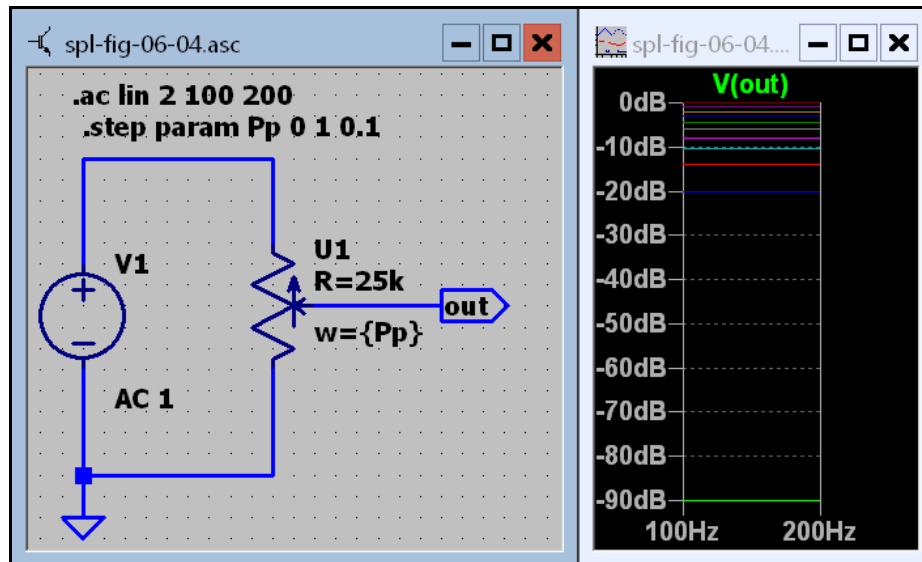 spl-fig-06-04.asc
.ac lin 2 100 200
.step param Pp 0 1 0.1
V1
AC 1
U1
R=25k
w={Pp}
out
spl-fig-06-04....
V(out)
0dB
-10dB
-20dB
-30dB
-40dB
-50dB
-60dB
-70dB
-80dB
-90dB
100Hz 200Hz